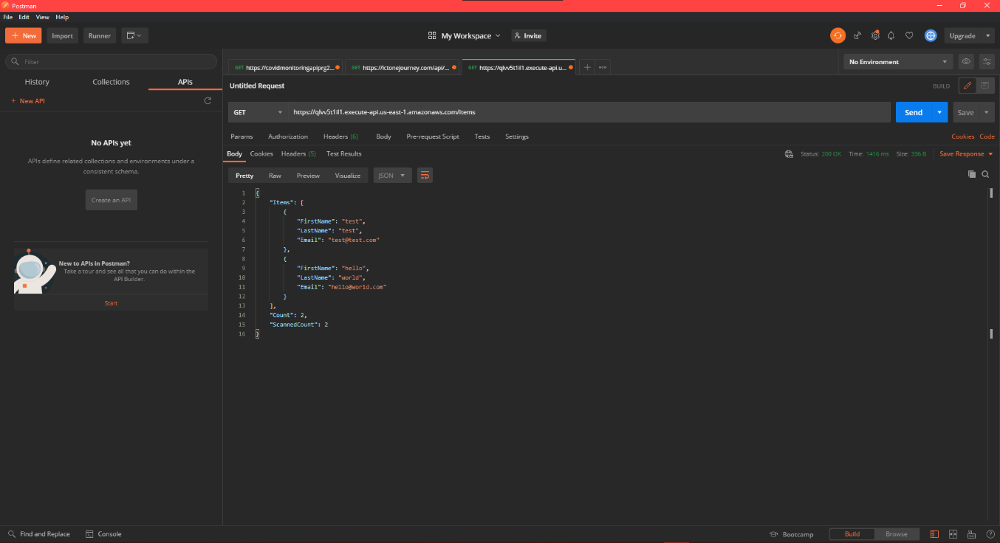 Postman
File Edit View Help
New Import Runner My Workspace Invite Upgrade
Filter
History Collections APIs
+ New API
No APIs yet
APIs define related collections and environments under a
consistent schema.
Create an API
New to APIs in Postman?
Take a tour and see all that you can do within the
API Builder.
Start
GET https://covidmonitoringapiprg2... GET https://ictonejourney.com/api/... GET https://qlvv5t1il1.execute-api.u... No Environment
Untitled Request BUILD
GET https://qlvv5t1il1.execute-api.us-east-1.amazonaws.com/items Send Save
Params Authorization Headers (6) Body Pre-request Script Tests Settings Cookies Code
Body Cookies Headers (5) Test Results Status: 200 OK Time: 1416 ms Size: 336 B Save Response
Pretty Raw Preview Visualize JSON
1 {
2 "Items": [
3 {
4 "FirstName": "test",
5 "LastName": "test",
6 "Email": "test@test.com"
7 },
8 {
9 "FirstName": "hello",
10 "LastName": "world",
11 "Email": "hello@world.com"
12 }
13 ],
14 "Count": 2,
15 "ScannedCount": 2
16 }
Find and Replace Console Bootcamp Build Browse